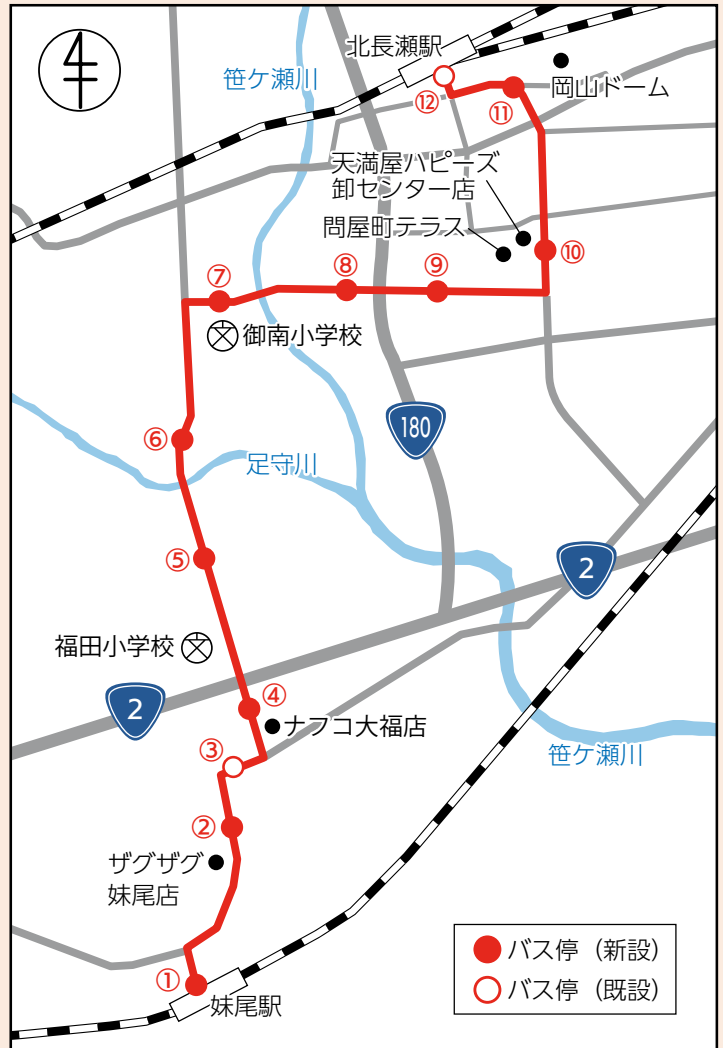 北長瀬駅
笹ケ瀬川
⑫
⑪
岡山ドーム
天満屋ハピーズ
卸センター店
問屋町テラス
⑩
⑦
⑧
⑨
御南小学校
⑥
足守川
180
⑤
2
福田小学校
④
2
ナフコ大福店
③
笹ケ瀬川
②
ザグザグ
妹尾店
①
妹尾駅
バス停（新設）
バス停（既設）